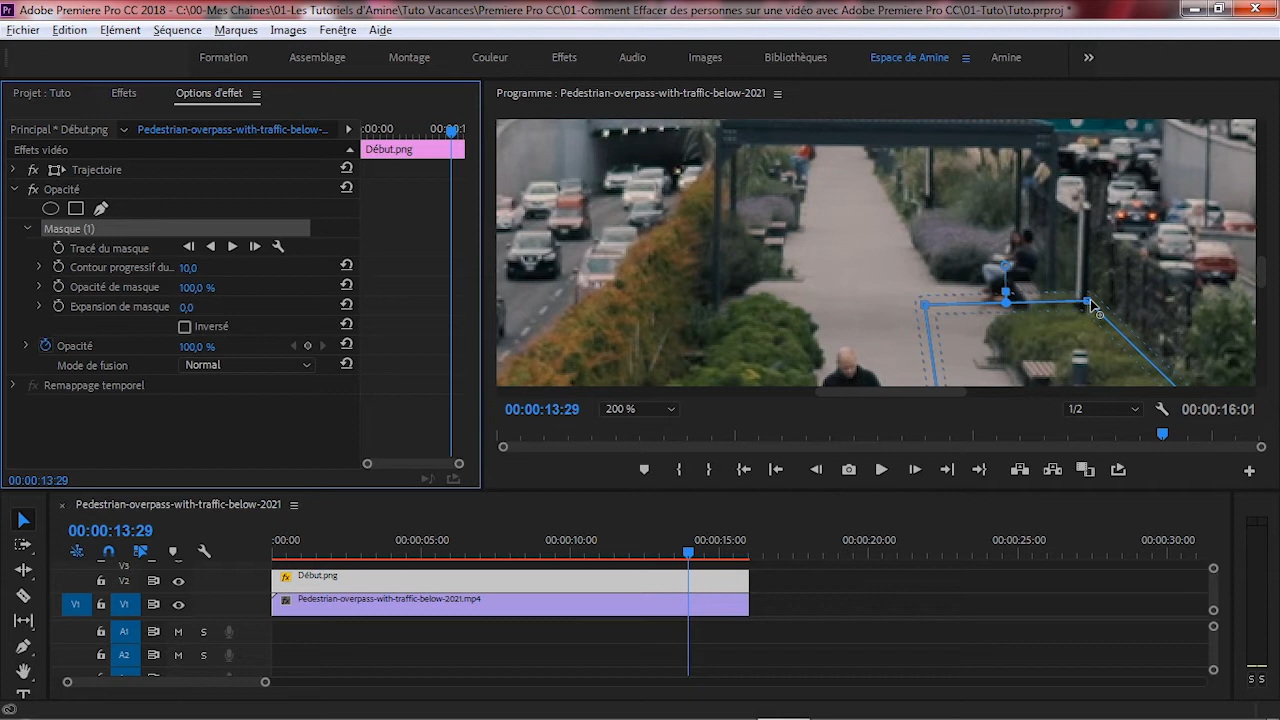 Pr Adobe Premiere Pro CC 2018 - C:\00-Mes Chaines\01-Les Tutoriels d'Amine\Tuto Vacances\Premiere Pro CC\01-Comment Effacer des personnes sur une vidéo avec Adobe Premiere Pro CC\01-Tuto\Tuto.prproj *
Fichier Edition Elément Séquence Marques Images Fenêtre Aide
Formation Assemblage Montage Couleur Effets Audio Images Bibliothèques Espace de Amine Amine
Projet : Tuto Effets Options d'effet
Programme : Pedestrian-overpass-with-traffic-below-2021
Principal * Début.png Pedestrian-overpass-with-traffic-below-... :00:00 00:00:1
Effets vidéo Début.png
fx Trajectoire
fx Opacité
Masque (1)
Tracé du masque
Contour progressif du... 10,0
Opacité de masque 100,0 %
Expansion de masque 0,0
Inversé
Opacité 100,0 %
Mode de fusion Normal
fx Remappage temporel
00:00:13:29 200 % 1/2 00:00:16:01
00:00:13:29
Pedestrian-overpass-with-traffic-below-2021
00:00:13:29
:00:00 00:00:05:00 00:00:10:00 00:00:15:00 00:00:20:00 00:00:25:00 00:00:30:00
V3
V2 fx Début.png
V1 V1 fx Pedestrian-overpass-with-traffic-below-2021.mp4
A1 M S
A2 M S
T
S S